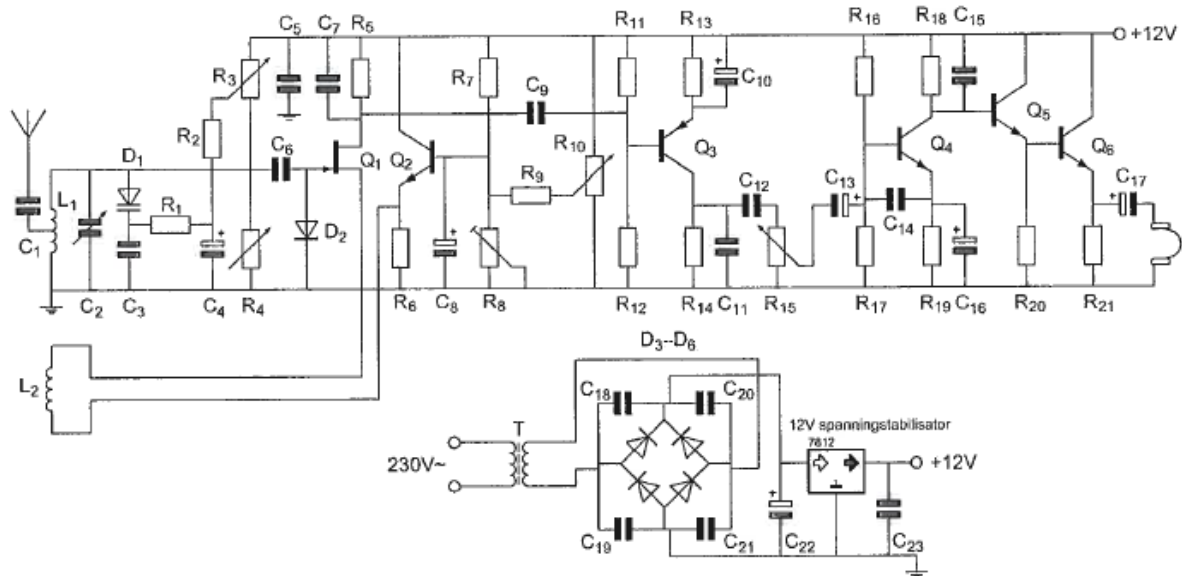 C5 C7 R5 R11 R13 R16 R18 C15
+12V
R3 R7 C9 C10
R2 R10 Q5
D1 C6 Q1 Q2 Q3 Q4 Q6
L1 R1 R9 C12 C13 C17
C1 D2 C14
C2 C3 C4 R4 R6 C8 R8 R12 R14 C11 R15 R17 R19 C16 R20 R21
D3--D6
L2 C18 C20
12V spanningstabilisator
T 7812
230V~ +12V
C19 C21 C22 C23